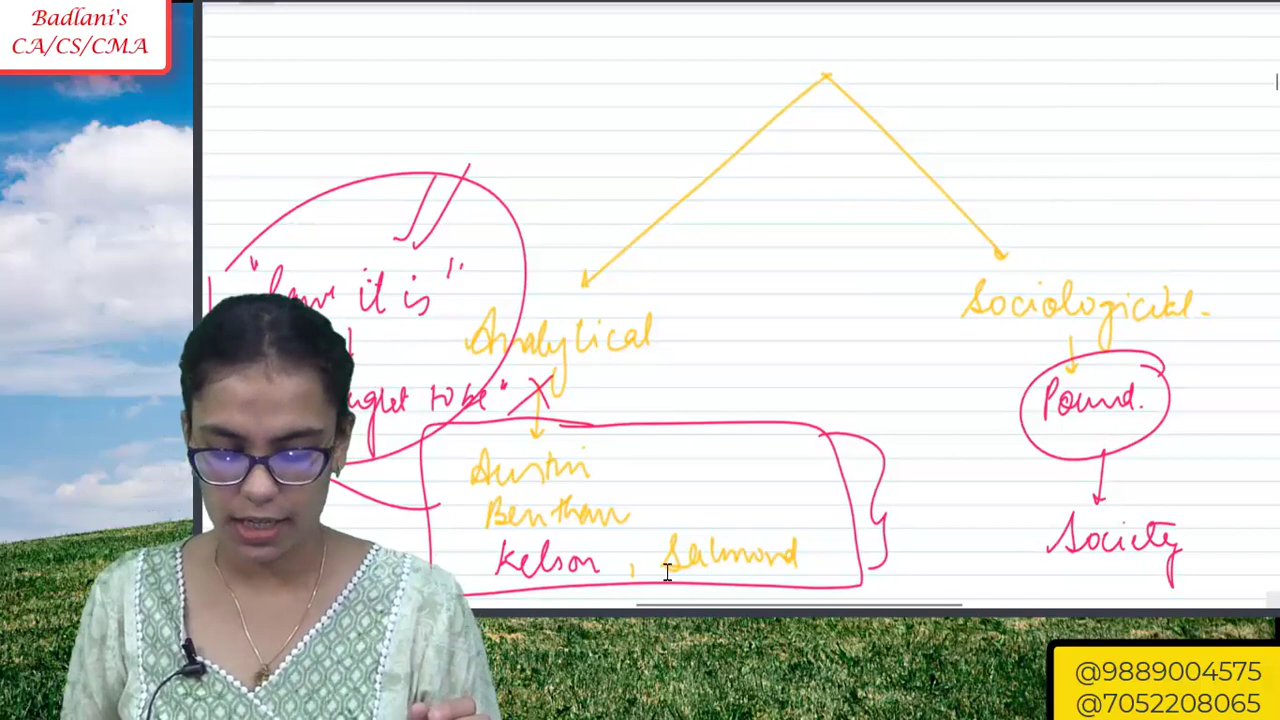 Badlani's
CA/CS/CMA
"Law it is"
ought to be" X
Analytical
Austin
Benthan
Kelson , Salmond
Sociological
Pound.
Society
@9889004575
@7052208065